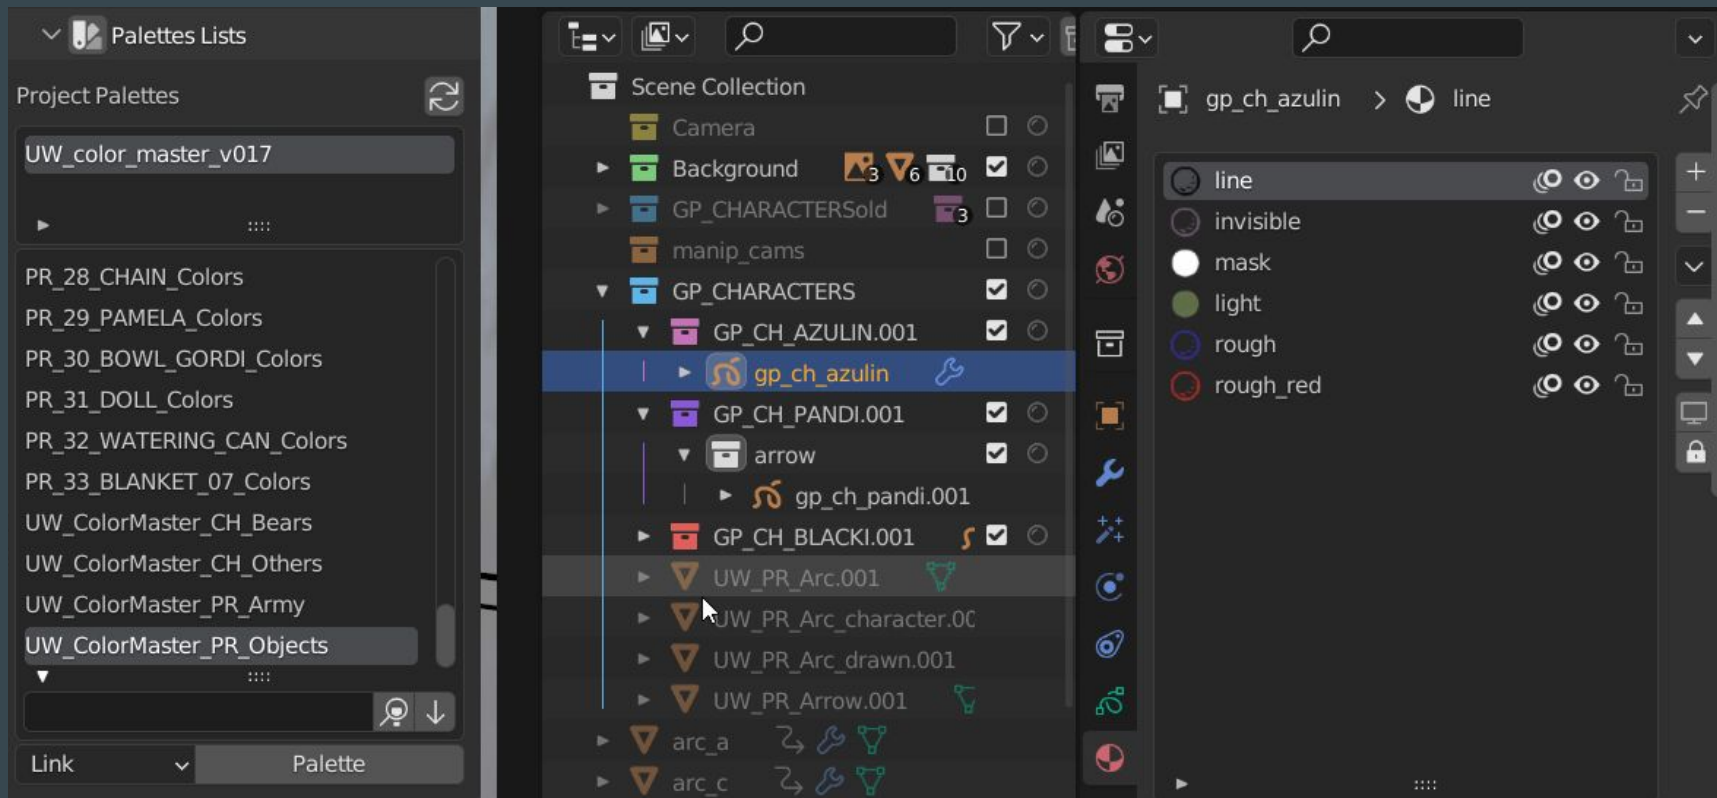 Palettes Lists
Project Palettes
UW_color_master_v017
PR_28_CHAIN_Colors
PR_29_PAMELA_Colors
PR_30_BOWL_GORDI_Colors
PR_31_DOLL_Colors
PR_32_WATERING_CAN_Colors
PR_33_BLANKET_07_Colors
UW_ColorMaster_CH_Bears
UW_ColorMaster_CH_Others
UW_ColorMaster_PR_Army
UW_ColorMaster_PR_Objects
Link
Palette
Scene Collection
Camera
Background 3 6 10
GP_CHARACTERSold 3
manip_cams
GP_CHARACTERS
GP_CH_AZULIN.001
gp_ch_azulin
GP_CH_PANDI.001
arrow
gp_ch_pandi.001
GP_CH_BLACKI.001
UW_PR_Arc.001
UW_PR_Arc_character.00
UW_PR_Arc_drawn.001
UW_PR_Arrow.001
arc_a
arc_c
gp_ch_azulin > line
line
invisible
mask
light
rough
rough_red